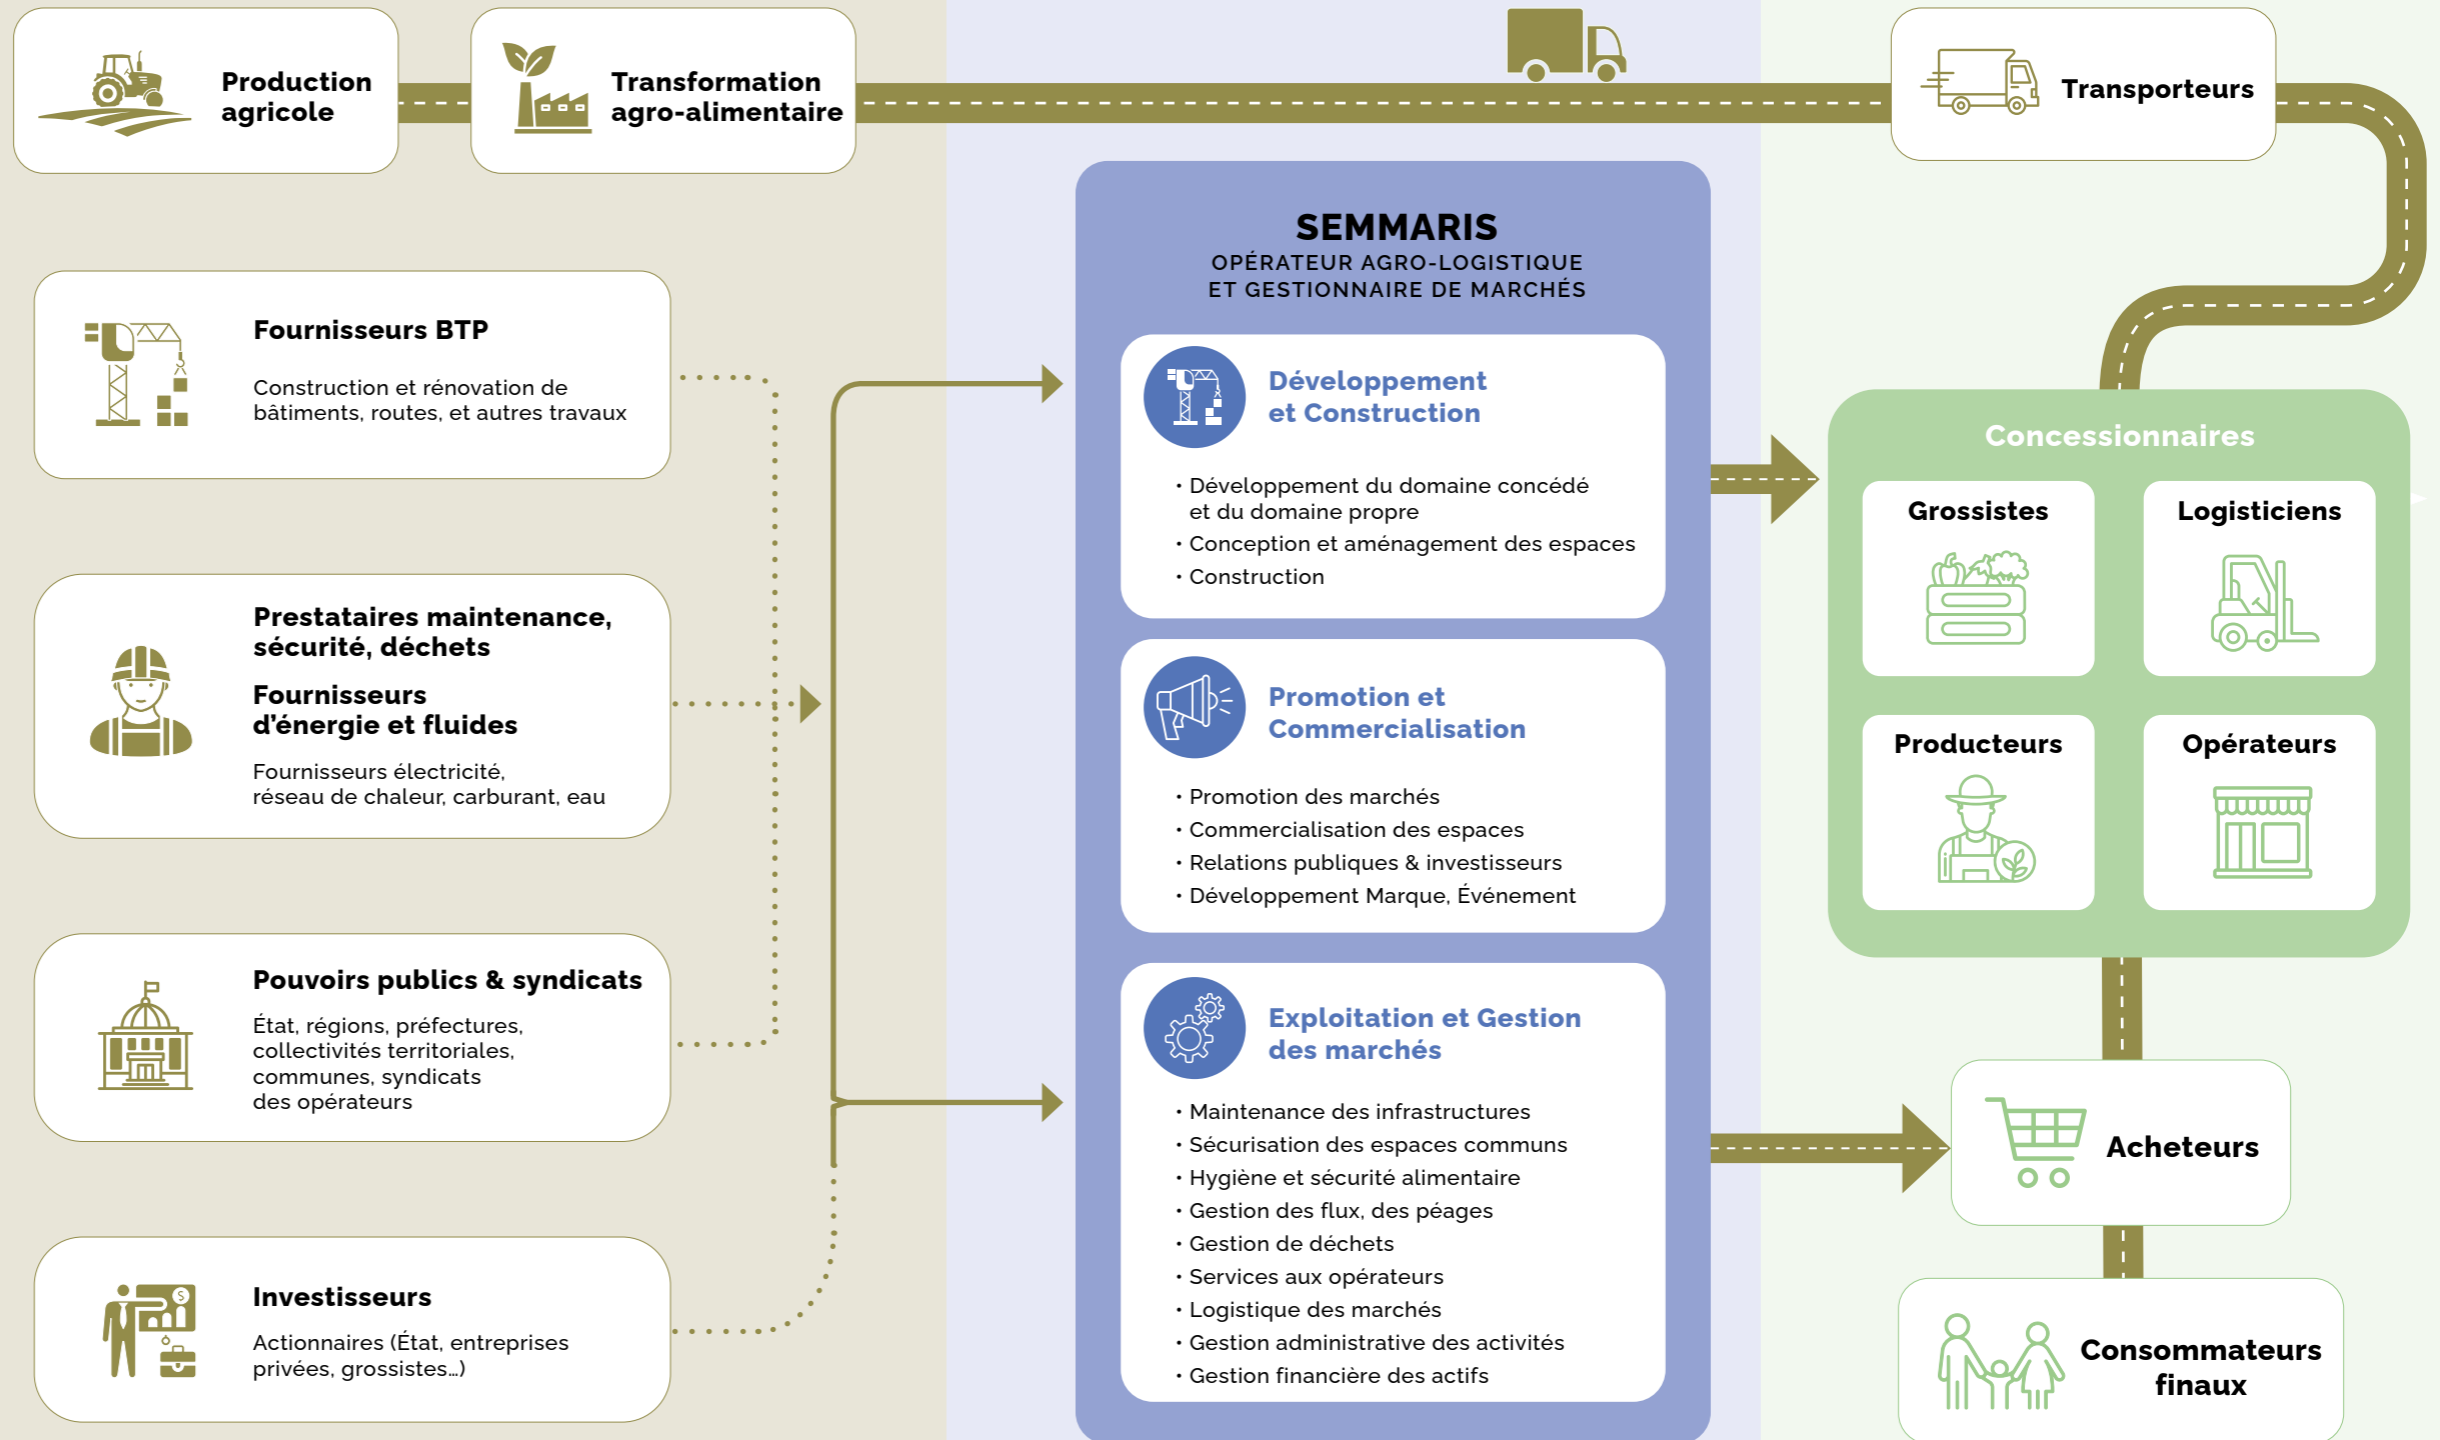 Production
agricole
Transformation
agro-alimentaire
Transporteurs
Fournisseurs BTP
Construction et rénovation de
bâtiments, routes, et autres travaux
Prestataires maintenance,
sécurité, déchets
Fournisseurs
d’énergie et fluides
Fournisseurs électricité,
réseau de chaleur, carburant, eau
Pouvoirs publics & syndicats
État, régions, préfectures,
collectivités territoriales,
communes, syndicats
des opérateurs
Investisseurs
Actionnaires (État, entreprises
privées, grossistes…)
SEMMARIS
OPÉRATEUR AGRO-LOGISTIQUE
ET GESTIONNAIRE DE MARCHÉS
Développement
et Construction
• Développement du domaine concédé
et du domaine propre
• Conception et aménagement des espaces
• Construction
Promotion et
Commercialisation
• Promotion des marchés
• Commercialisation des espaces
• Relations publiques & investisseurs
• Développement Marque, Événement
Exploitation et Gestion
des marchés
• Maintenance des infrastructures
• Sécurisation des espaces communs
• Hygiène et sécurité alimentaire
• Gestion des flux, des péages
• Gestion de déchets
• Services aux opérateurs
• Logistique des marchés
• Gestion administrative des activités
• Gestion financière des actifs
Concessionnaires
Grossistes
Logisticiens
Producteurs
Opérateurs
Acheteurs
Consommateurs
finaux